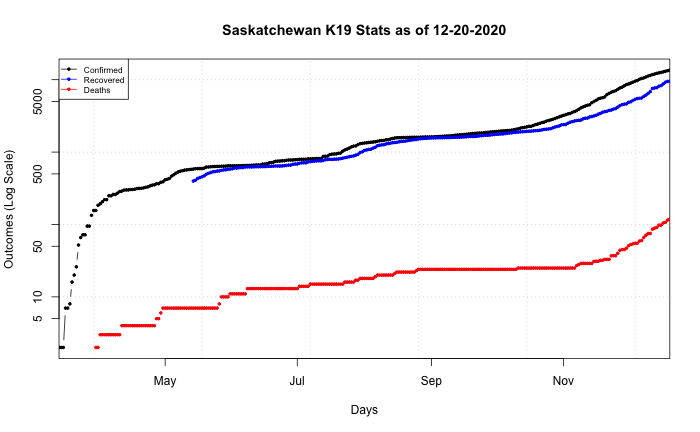 Saskatchewan K19 Stats as of 12-20-2020
Confirmed
Recovered
Deaths
Outcomes (Log Scale)
5000
500
50
10
5
May Jul Sep Nov
Days